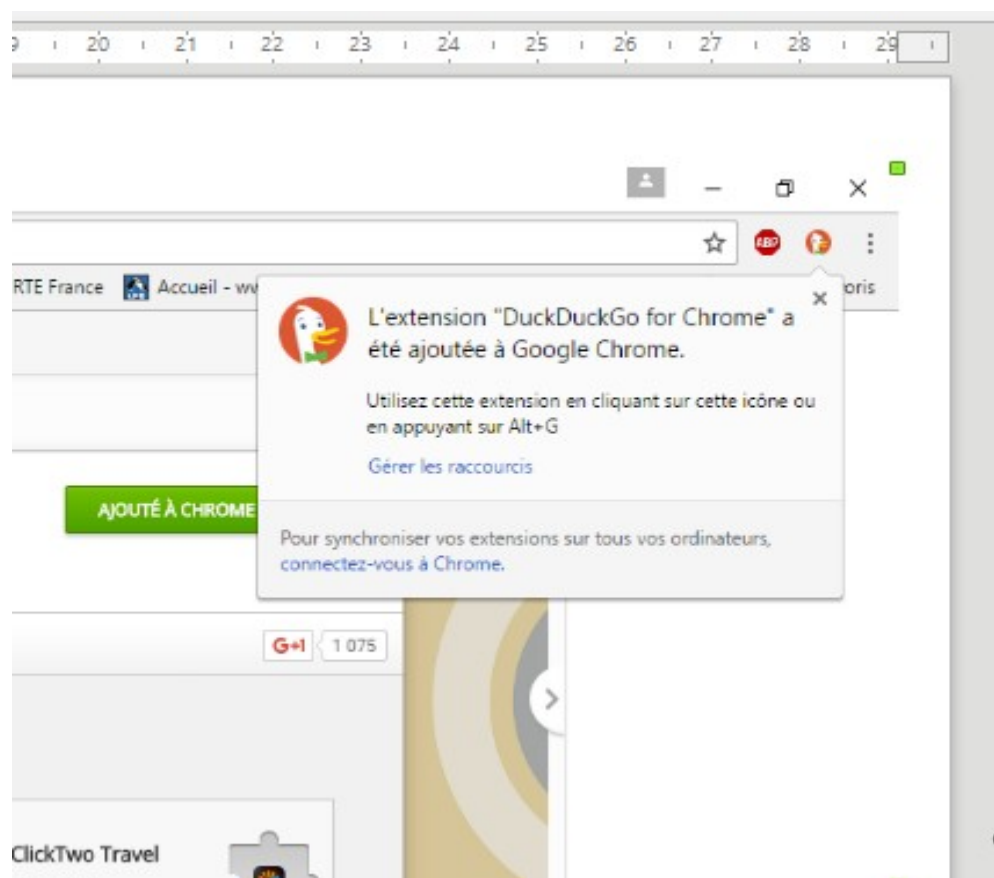 20 21 22 23 24 25 26 27 28 29
ABP
RTE France Accueil - w
oris
L'extension "DuckDuckGo for Chrome" a
été ajoutée à Google Chrome.
Utilisez cette extension en cliquant sur cette icône ou
en appuyant sur Alt+G
Gérer les raccourcis
AJOUTÉ À CHROME
Pour synchroniser vos extensions sur tous vos ordinateurs,
connectez-vous à Chrome.
G+1 1 075
ClickTwo Travel